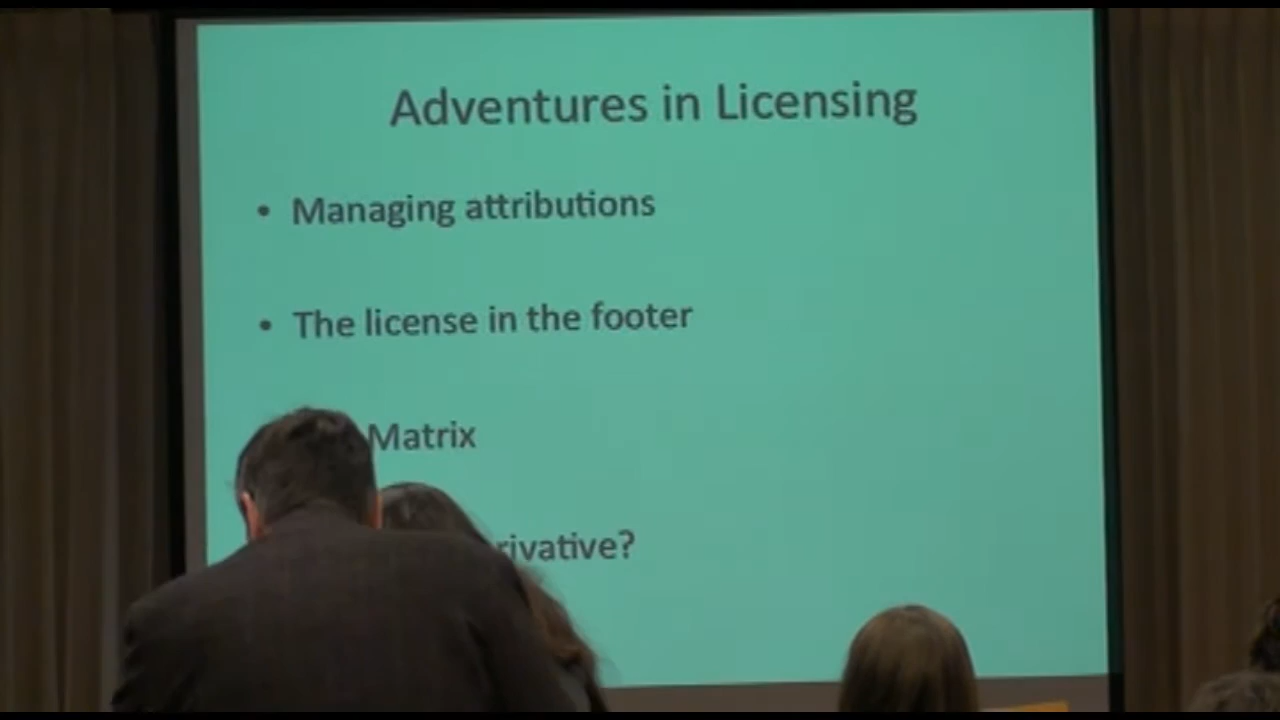 Adventures in Licensing
• Managing attributions
• The license in the footer
Matrix
rivative?